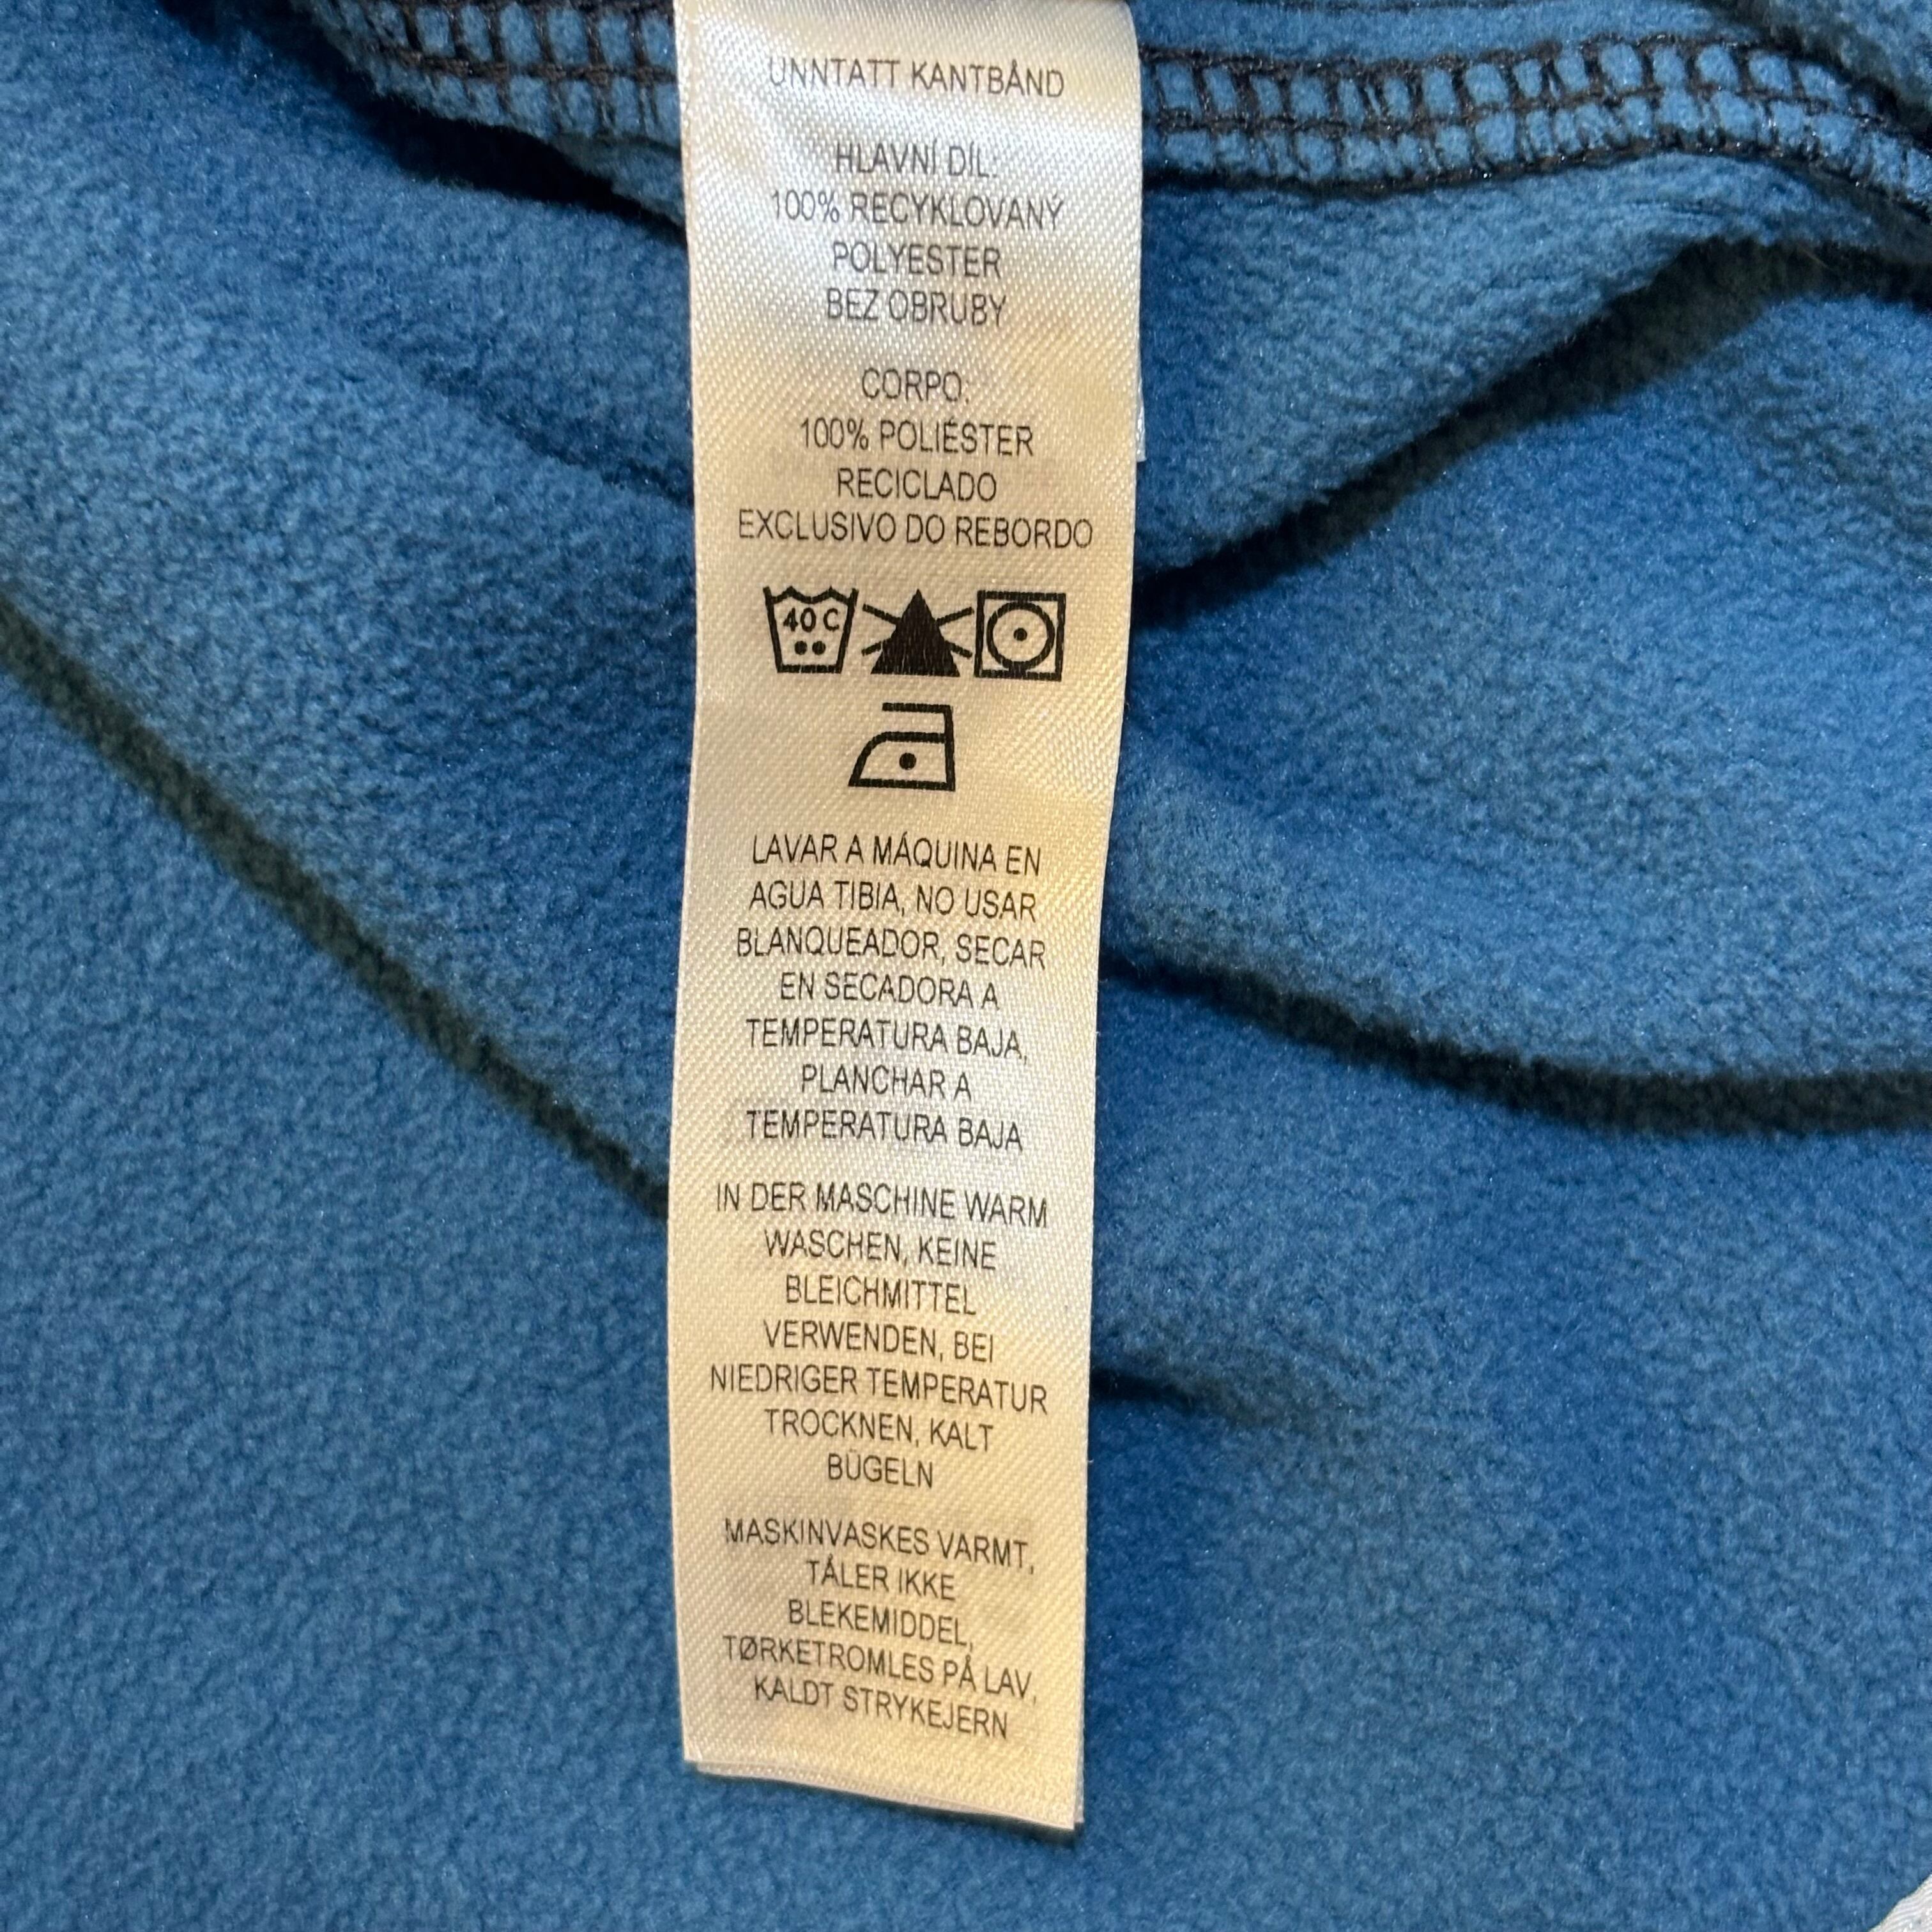 UNNTATT KANTBÅND
HLAVNÍ DÍL:
100% RECYKLOVANÝ
POLYESTER
BEZ OBRUBY
CORPO:
100% POLIÉSTER
RECICLADO
EXCLUSIVO DO REBORDO
40 C
LAVAR A MÁQUINA EN
AGUA TIBIA, NO USAR
BLANQUEADOR, SECAR
EN SECADORA A
TEMPERATURA BAJA,
PLANCHAR A
TEMPERATURA BAJA
IN DER MASCHINE WARM
WASCHEN, KEINE
BLEICHMITTEL
VERWENDEN, BEI
NIEDRIGER TEMPERATUR
TROCKNEN, KALT
BÜGELN
MASKINVASKES VARMT,
TÅLER IKKE
BLEKEMIDDEL,
TØRKETROMLES PÅ LAV,
KALDT STRYKEJERN